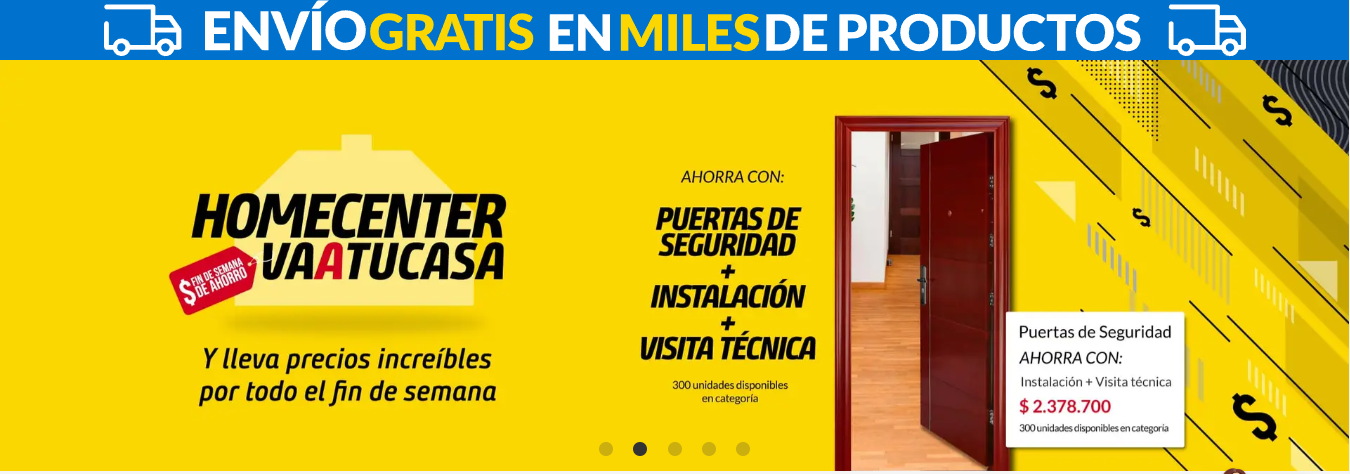 ENVÍO GRATIS EN MILES DE PRODUCTOS
HOMECENTER
VAATUCASA
$ FIN DE SEMANA
DE AHORRO
Y lleva precios increíbles
por todo el fin de semana
AHORRA CON:
PUERTAS DE
SEGURIDAD
+
INSTALACIÓN
+
VISITA TÉCNICA
300 unidades disponibles
en categoría
$
$
$
$
Puertas de Seguridad
AHORRA CON:
Instalación + Visita técnica
$ 2.378.700
300 unidades disponibles en categoría